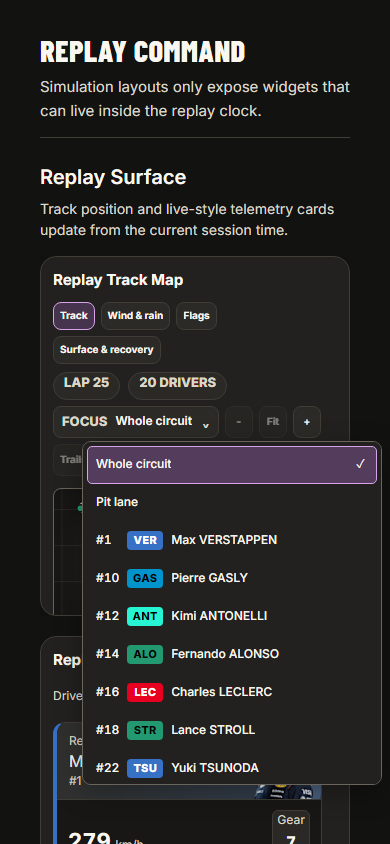 REPLAY COMMAND
Simulation layouts only expose widgets that
can live inside the replay clock.
Replay Surface
Track position and live-style telemetry cards
update from the current session time.
Replay Track Map
Track Wind & rain Flags
Surface & recovery
LAP 25 20 DRIVERS
FOCUS Whole circuit - Fit +
Whole circuit ✓
Pit lane
#1 VER Max VERSTAPPEN
#10 GAS Pierre GASLY
#12 ANT Kimi ANTONELLI
#14 ALO Fernando ALONSO
#16 LEC Charles LECLERC
#18 STR Lance STROLL
#22 TSU Yuki TSUNODA
#1
Gear
279 km/h 7